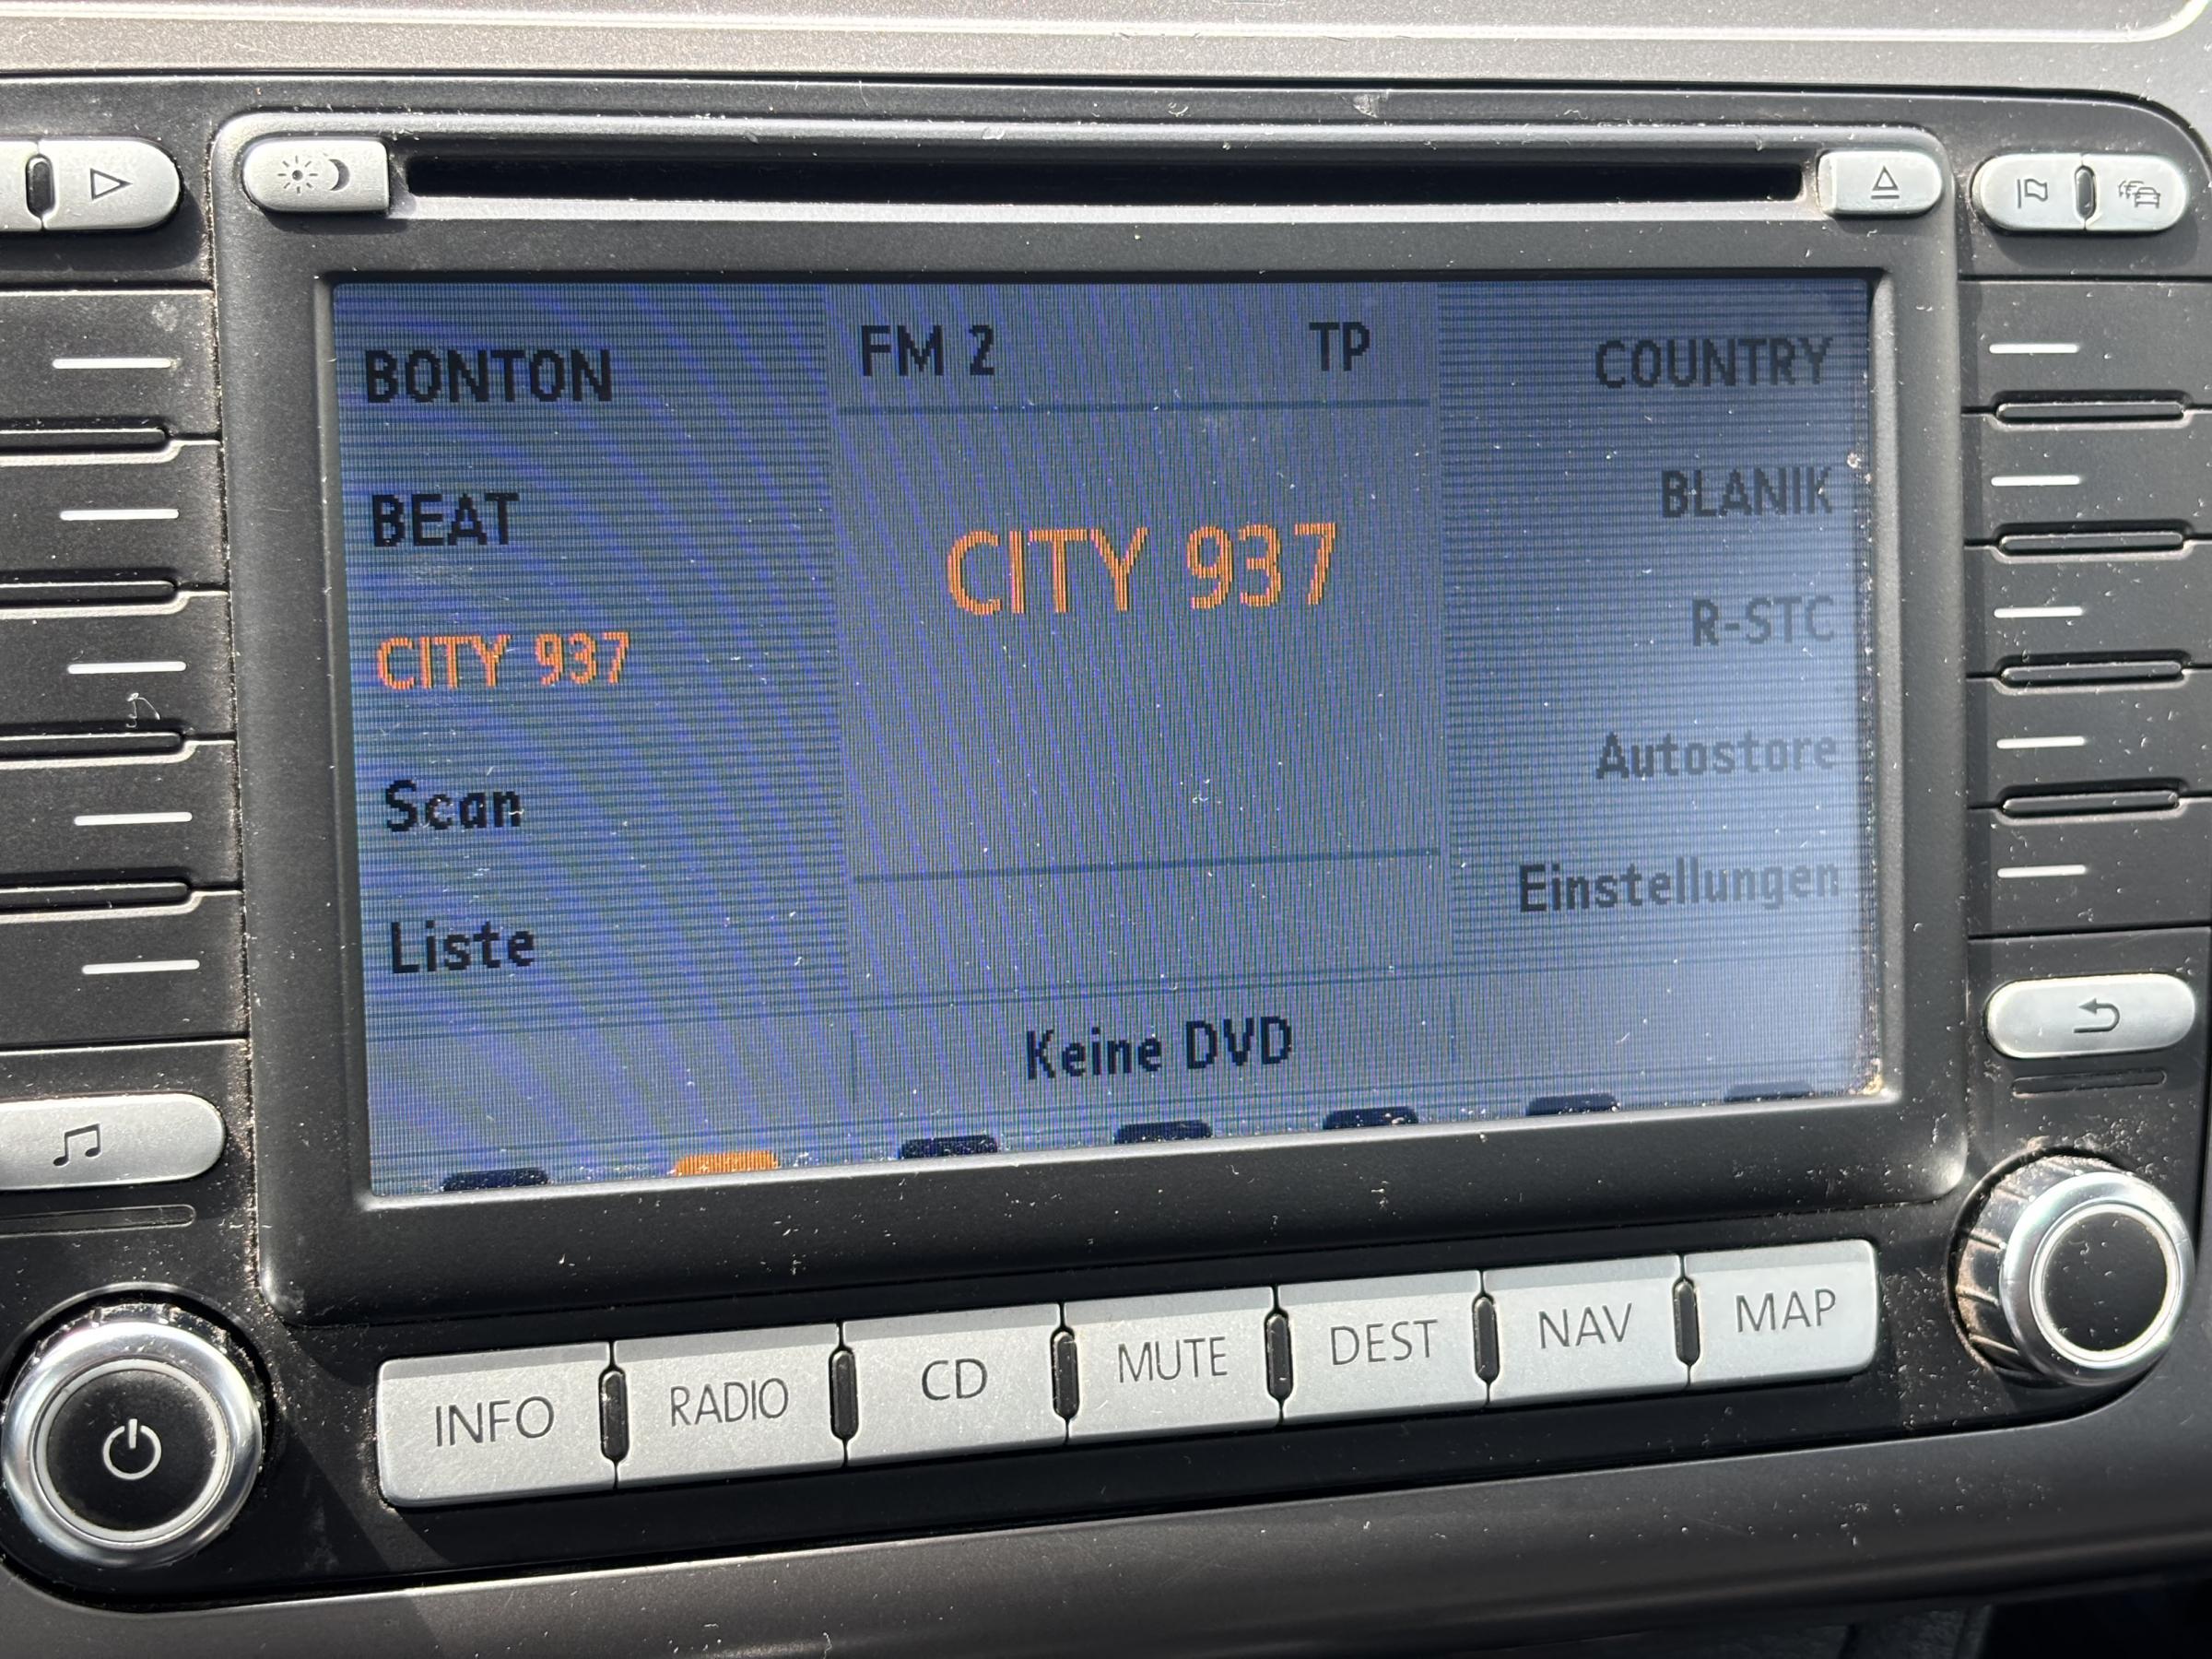 BONTON
FM 2
TP
COUNTRY
BEAT
BLANIK
CITY 937
CITY 937
R-STC
Scan
Autostore
Liste
Einstellungen
Keine DVD
INFO
RADIO
CD
MUTE
DEST
NAV
MAP